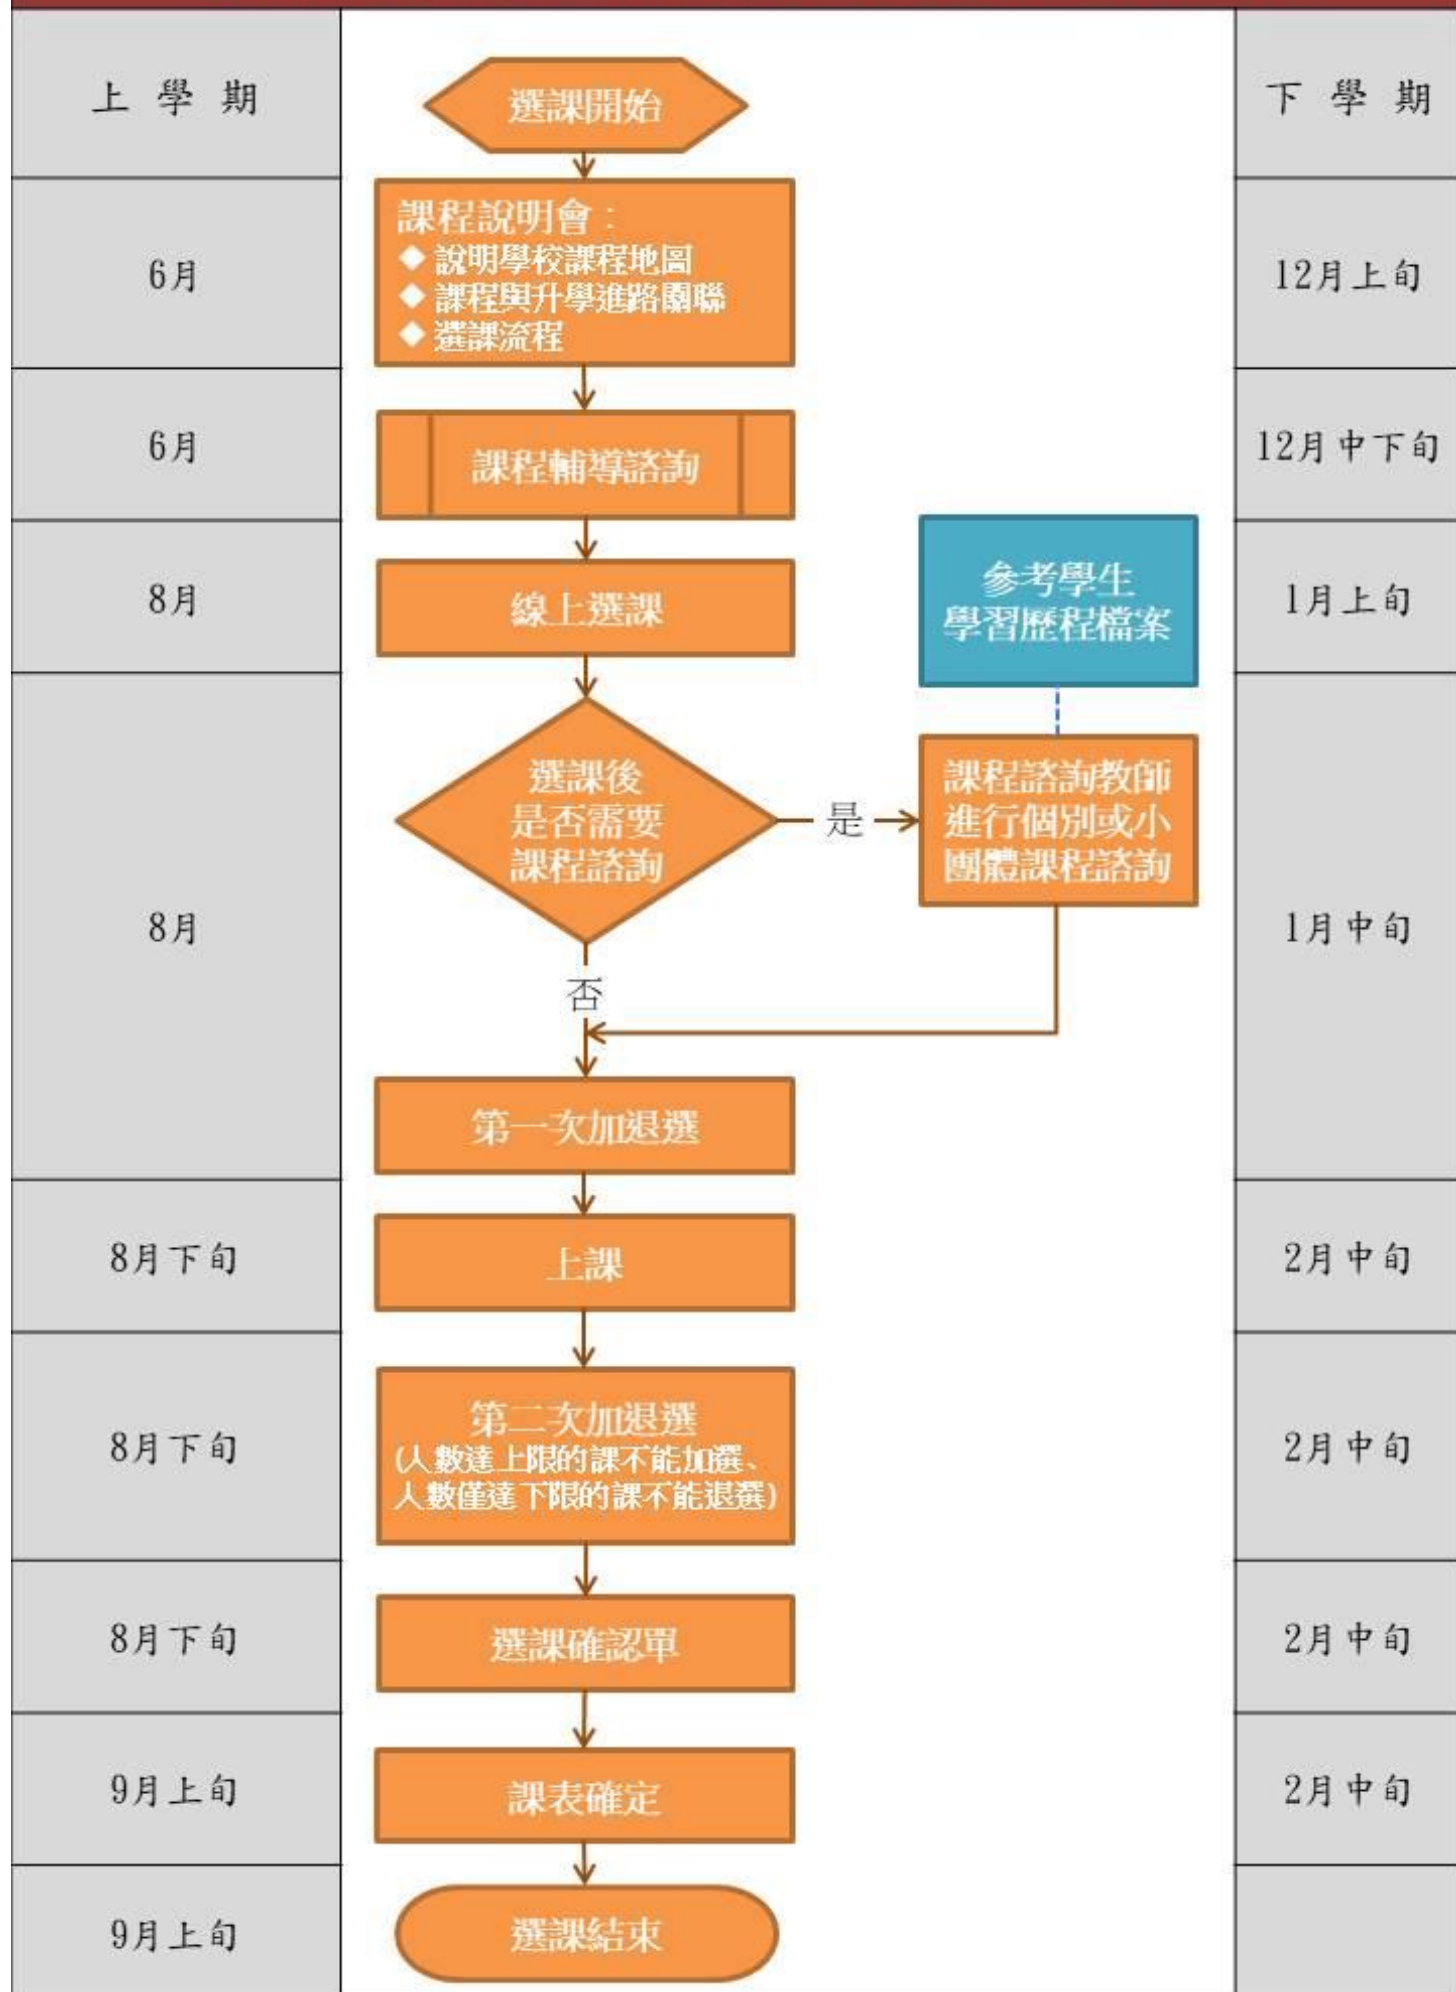 上學期
選課開始
下學期
6月
課程說明會：
◆ 說明學校課程地圖
◆ 課程與升學進路關聯
◆ 選課流程
12月上旬
6月
課程輔導諮詢
12月中下旬
8月
線上選課
參考學生
學習歷程檔案
1月上旬
8月
選課後
是否需要
課程諮詢
是
課程諮詢教師
進行個別或小
團體課程諮詢
1月中旬
否
第一次加退選
8月下旬
上課
2月中旬
8月下旬
第二次加退選
(人數達上限的課不能加選、
人數僅達下限的課不能退選)
2月中旬
8月下旬
選課確認單
2月中旬
9月上旬
課表確定
2月中旬
9月上旬
選課結束